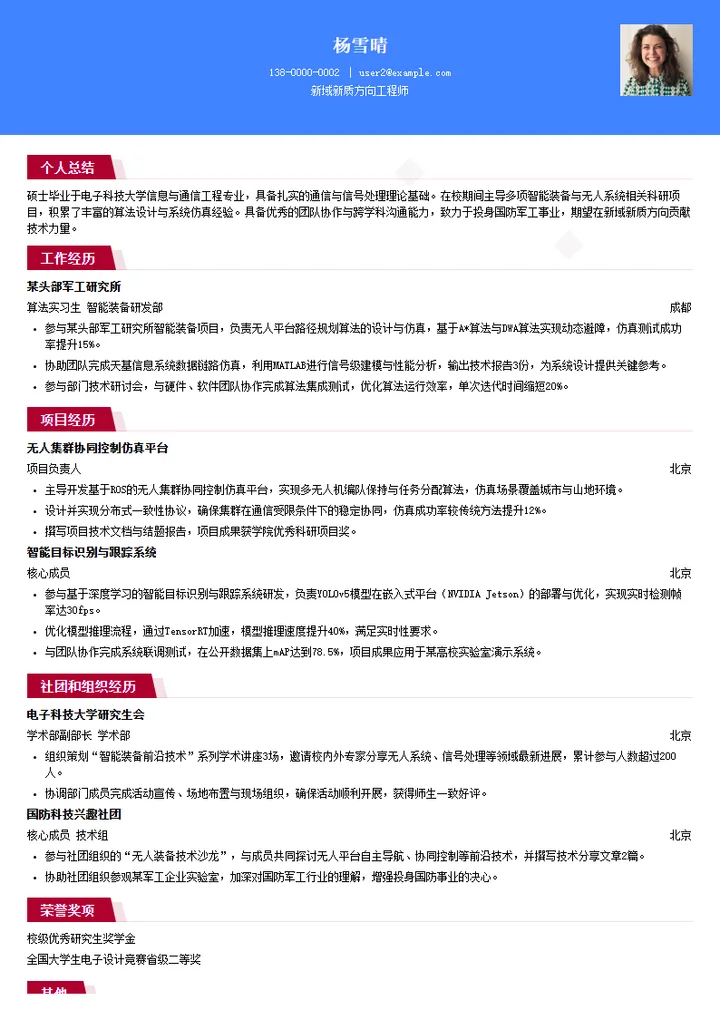 杨雪晴
138-0000-0002 | user2@example.com
新域新质方向工程师
个人总结
硕士毕业于电子科技大学信息与通信工程专业，具备扎实的通信与信号处理理论基础。在校期间主导多项智能装备与无人系统相关科研项
目，积累了丰富的算法设计与系统仿真经验。具备优秀的团队协作与跨学科沟通能力，致力于投身国防军工事业，期望在新域新质方向贡献
技术力量。
工作经历
某头部军工研究所
算法实习生 智能装备研发部 成都
• 参与某头部军工研究所智能装备项目，负责无人平台路径规划算法的设计与仿真，基于A*算法与DWA算法实现动态避障，仿真测试成功
率提升15%。
• 协助团队完成天基信息系统数据链路仿真，利用MATLAB进行信号级建模与性能分析，输出技术报告3份，为系统设计提供关键参考。
• 参与部门技术研讨会，与硬件、软件团队协作完成算法集成测试，优化算法运行效率，单次迭代时间缩短20%。
项目经历
无人集群协同控制仿真平台
项目负责人 北京
• 主导开发基于ROS的无人集群协同控制仿真平台，实现多无人机编队保持与任务分配算法，仿真场景覆盖城市与山地环境。
• 设计并实现分布式一致性协议，确保集群在通信受限条件下的稳定协同，仿真成功率较传统方法提升12%。
• 撰写项目技术文档与结题报告，项目成果获学院优秀科研项目奖。
智能目标识别与跟踪系统
核心成员 北京
• 参与基于深度学习的智能目标识别与跟踪系统研发，负责YOLOv5模型在嵌入式平台（NVIDIA Jetson）的部署与优化，实现实时检测帧
率达30fps。
• 优化模型推理流程，通过TensorRT加速，模型推理速度提升40%，满足实时性要求。
• 与团队协作完成系统联调测试，在公开数据集上mAP达到78.5%，项目成果应用于某高校实验室演示系统。
社团和组织经历
电子科技大学研究生会
学术部副部长 学术部 北京
• 组织策划“智能装备前沿技术”系列学术讲座3场，邀请校内外专家分享无人系统、信号处理等领域最新进展，累计参与人数超过200
人。
• 协调部门成员完成活动宣传、场地布置与现场组织，确保活动顺利开展，获得师生一致好评。
国防科技兴趣社团
核心成员 技术组 北京
• 参与社团组织的“无人装备技术沙龙”，与成员共同探讨无人平台自主导航、协同控制等前沿技术，并撰写技术分享文章2篇。
• 协助社团组织参观某军工企业实验室，加深对国防军工行业的理解，增强投身国防事业的决心。
荣誉奖项
校级优秀研究生奖学金
全国大学生电子设计竞赛省级二等奖
其他